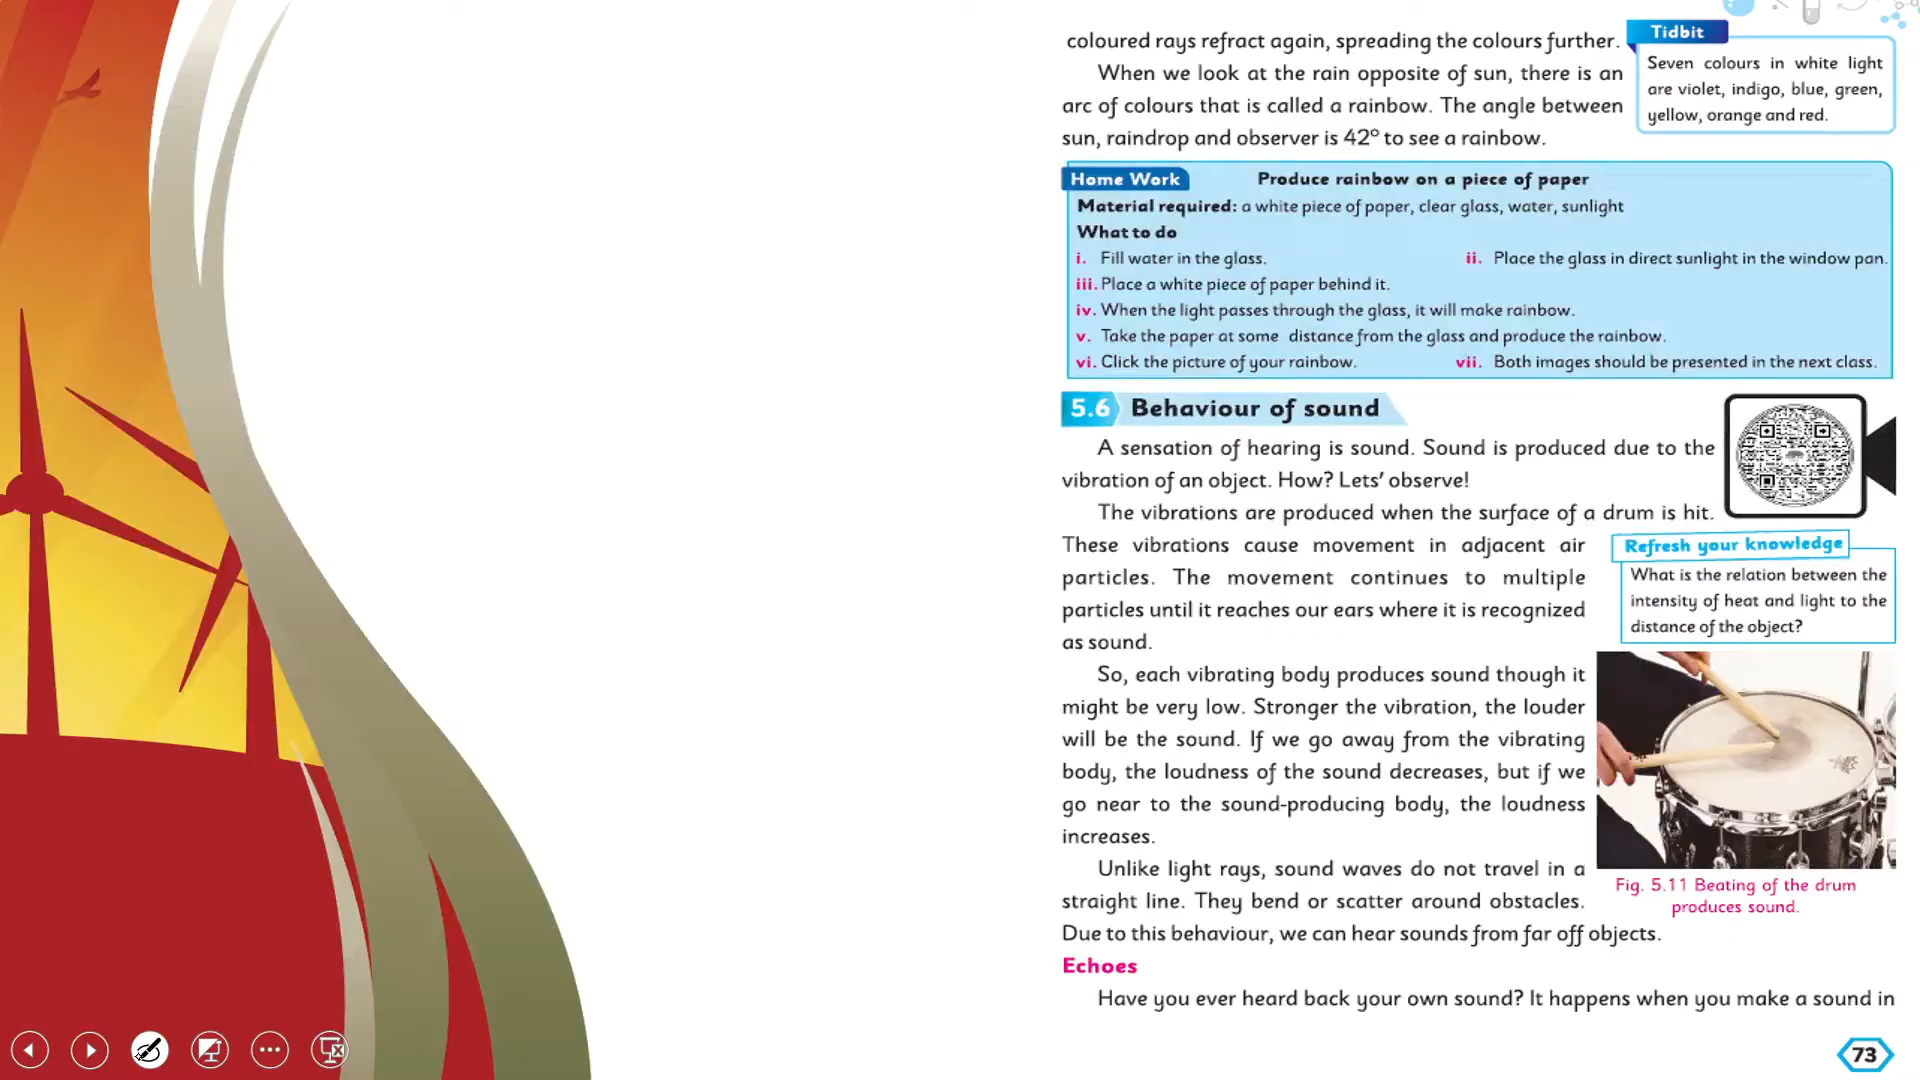 coloured rays refract again, spreading the colours further.
When we look at the rain opposite of sun, there is an
arc of colours that is called a rainbow. The angle between
sun, raindrop and observer is 42° to see a rainbow.
Tidbit
Seven colours in white light
are violet, indigo, blue, green,
yellow, orange and red.
Home Work Produce rainbow on a piece of paper
Material required: a white piece of paper, clear glass, water, sunlight
What to do
i. Fill water in the glass. ii. Place the glass in direct sunlight in the window pan.
iii. Place a white piece of paper behind it.
iv. When the light passes through the glass, it will make rainbow.
v. Take the paper at some distance from the glass and produce the rainbow.
vi. Click the picture of your rainbow. vii. Both images should be presented in the next class.
5.6 Behaviour of sound
A sensation of hearing is sound. Sound is produced due to the
vibration of an object. How? Lets' observe!
The vibrations are produced when the surface of a drum is hit.
These vibrations cause movement in adjacent air
particles. The movement continues to multiple
particles until it reaches our ears where it is recognized
as sound.
Refresh your knowledge
What is the relation between the
intensity of heat and light to the
distance of the object?
So, each vibrating body produces sound though it
might be very low. Stronger the vibration, the louder
will be the sound. If we go away from the vibrating
body, the loudness of the sound decreases, but if we
go near to the sound-producing body, the loudness
increases.
Fig. 5.11 Beating of the drum
produces sound.
Unlike light rays, sound waves do not travel in a
straight line. They bend or scatter around obstacles.
Due to this behaviour, we can hear sounds from far off objects.
Echoes
Have you ever heard back your own sound? It happens when you make a sound in
73